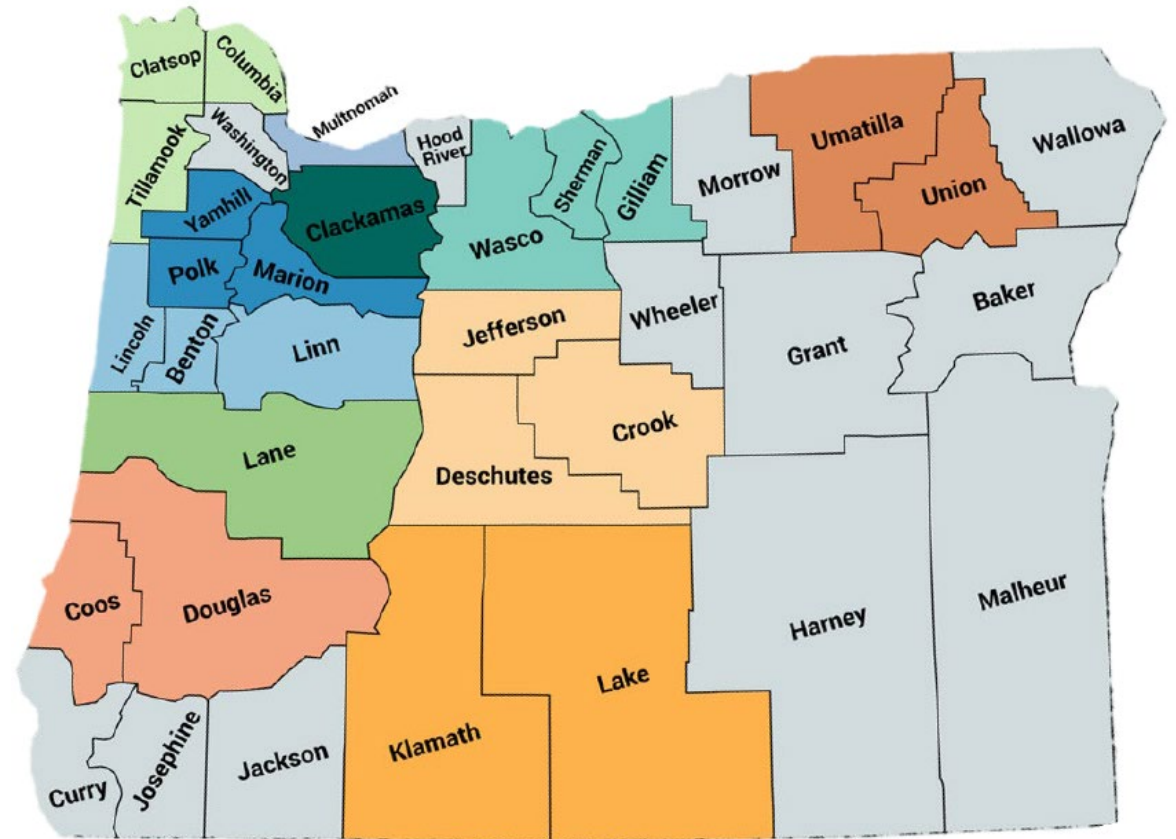 Clatsop
Columbia
Multnomah
Tillamook
Washington
Hood
River
Sherman
Gilliam
Morrow
Umatilla
Union
Wallowa
Yamhill
Clackamas
Wasco
Polk
Marion
Lincoln
Benton
Linn
Jefferson
Wheeler
Grant
Baker
Lane
Crook
Deschutes
Coos
Douglas
Klamath
Lake
Harney
Malheur
Curry
Josephine
Jackson